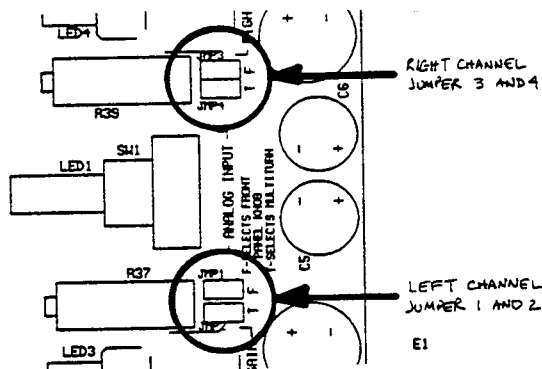 LED4
JMP3
L
T F
JMP4
R39
C6
RIGHT CHANNEL
JUMPER 3 AND 4
SW1
LED1
ANALOG INPUT
F-SELECTS FRONT
PANEL KNOB
T-SELECTS MULTITURN
- +
- +
C5
R37
JMP1
T F
JMP2
LEFT CHANNEL
JUMPER 1 AND 2
E1
LED3
+ -
+ -